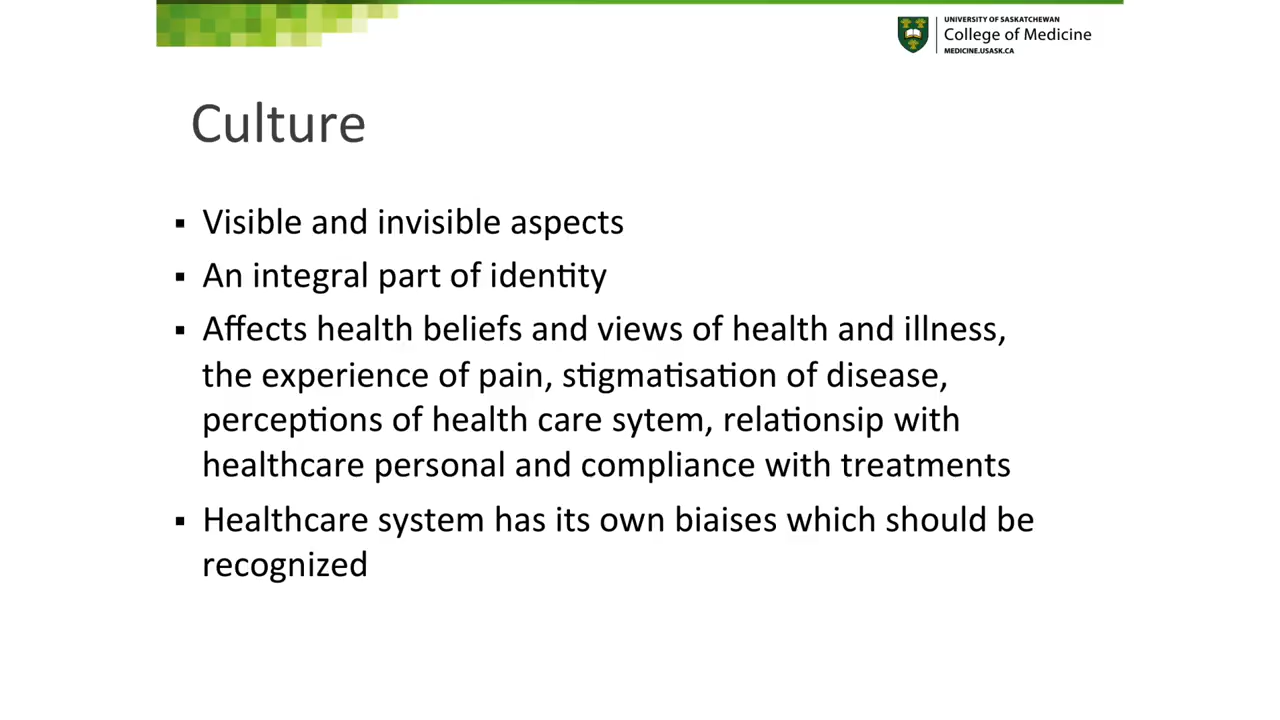 UNIVERSITY OF SASKATCHEWAN
College of Medicine
MEDICINE.USASK.CA
Culture
▪ Visible and invisible aspects
▪ An integral part of identity
▪ Affects health beliefs and views of health and illness,
the experience of pain, stigmatisation of disease,
perceptions of health care sytem, relationsip with
healthcare personal and compliance with treatments
▪ Healthcare system has its own biaises which should be
recognized